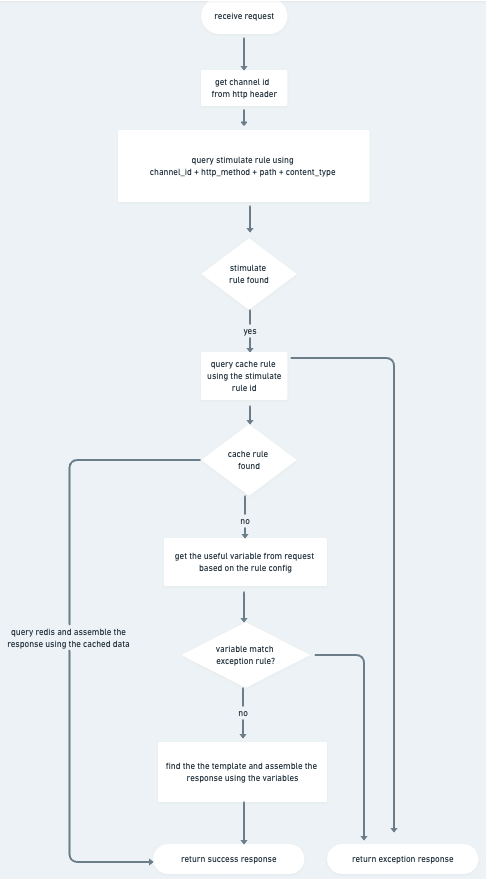 receive request
get channel id
from http header
query stimulate rule using
channel_id + http_method + path + content_type
stimulate
rule found
yes
query cache rule
using the stimulate
rule id
cache rule
found
no
get the useful variable from request
based on the rule config
query redis and assemble the
response using the cached data
variable match
exception rule?
no
find the the template and assemble the
response using the variables
return success response
return exception response